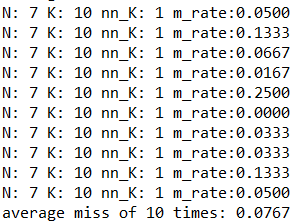 N: 7 K: 10 nn_K: 1 m_rate:0.0500
N: 7 K: 10 nn_K: 1 m_rate:0.1333
N: 7 K: 10 nn_K: 1 m_rate:0.0667
N: 7 K: 10 nn_K: 1 m_rate:0.0167
N: 7 K: 10 nn_K: 1 m_rate:0.2500
N: 7 K: 10 nn_K: 1 m_rate:0.0000
N: 7 K: 10 nn_K: 1 m_rate:0.0333
N: 7 K: 10 nn_K: 1 m_rate:0.0333
N: 7 K: 10 nn_K: 1 m_rate:0.1333
N: 7 K: 10 nn_K: 1 m_rate:0.0500
average miss of 10 times: 0.0767